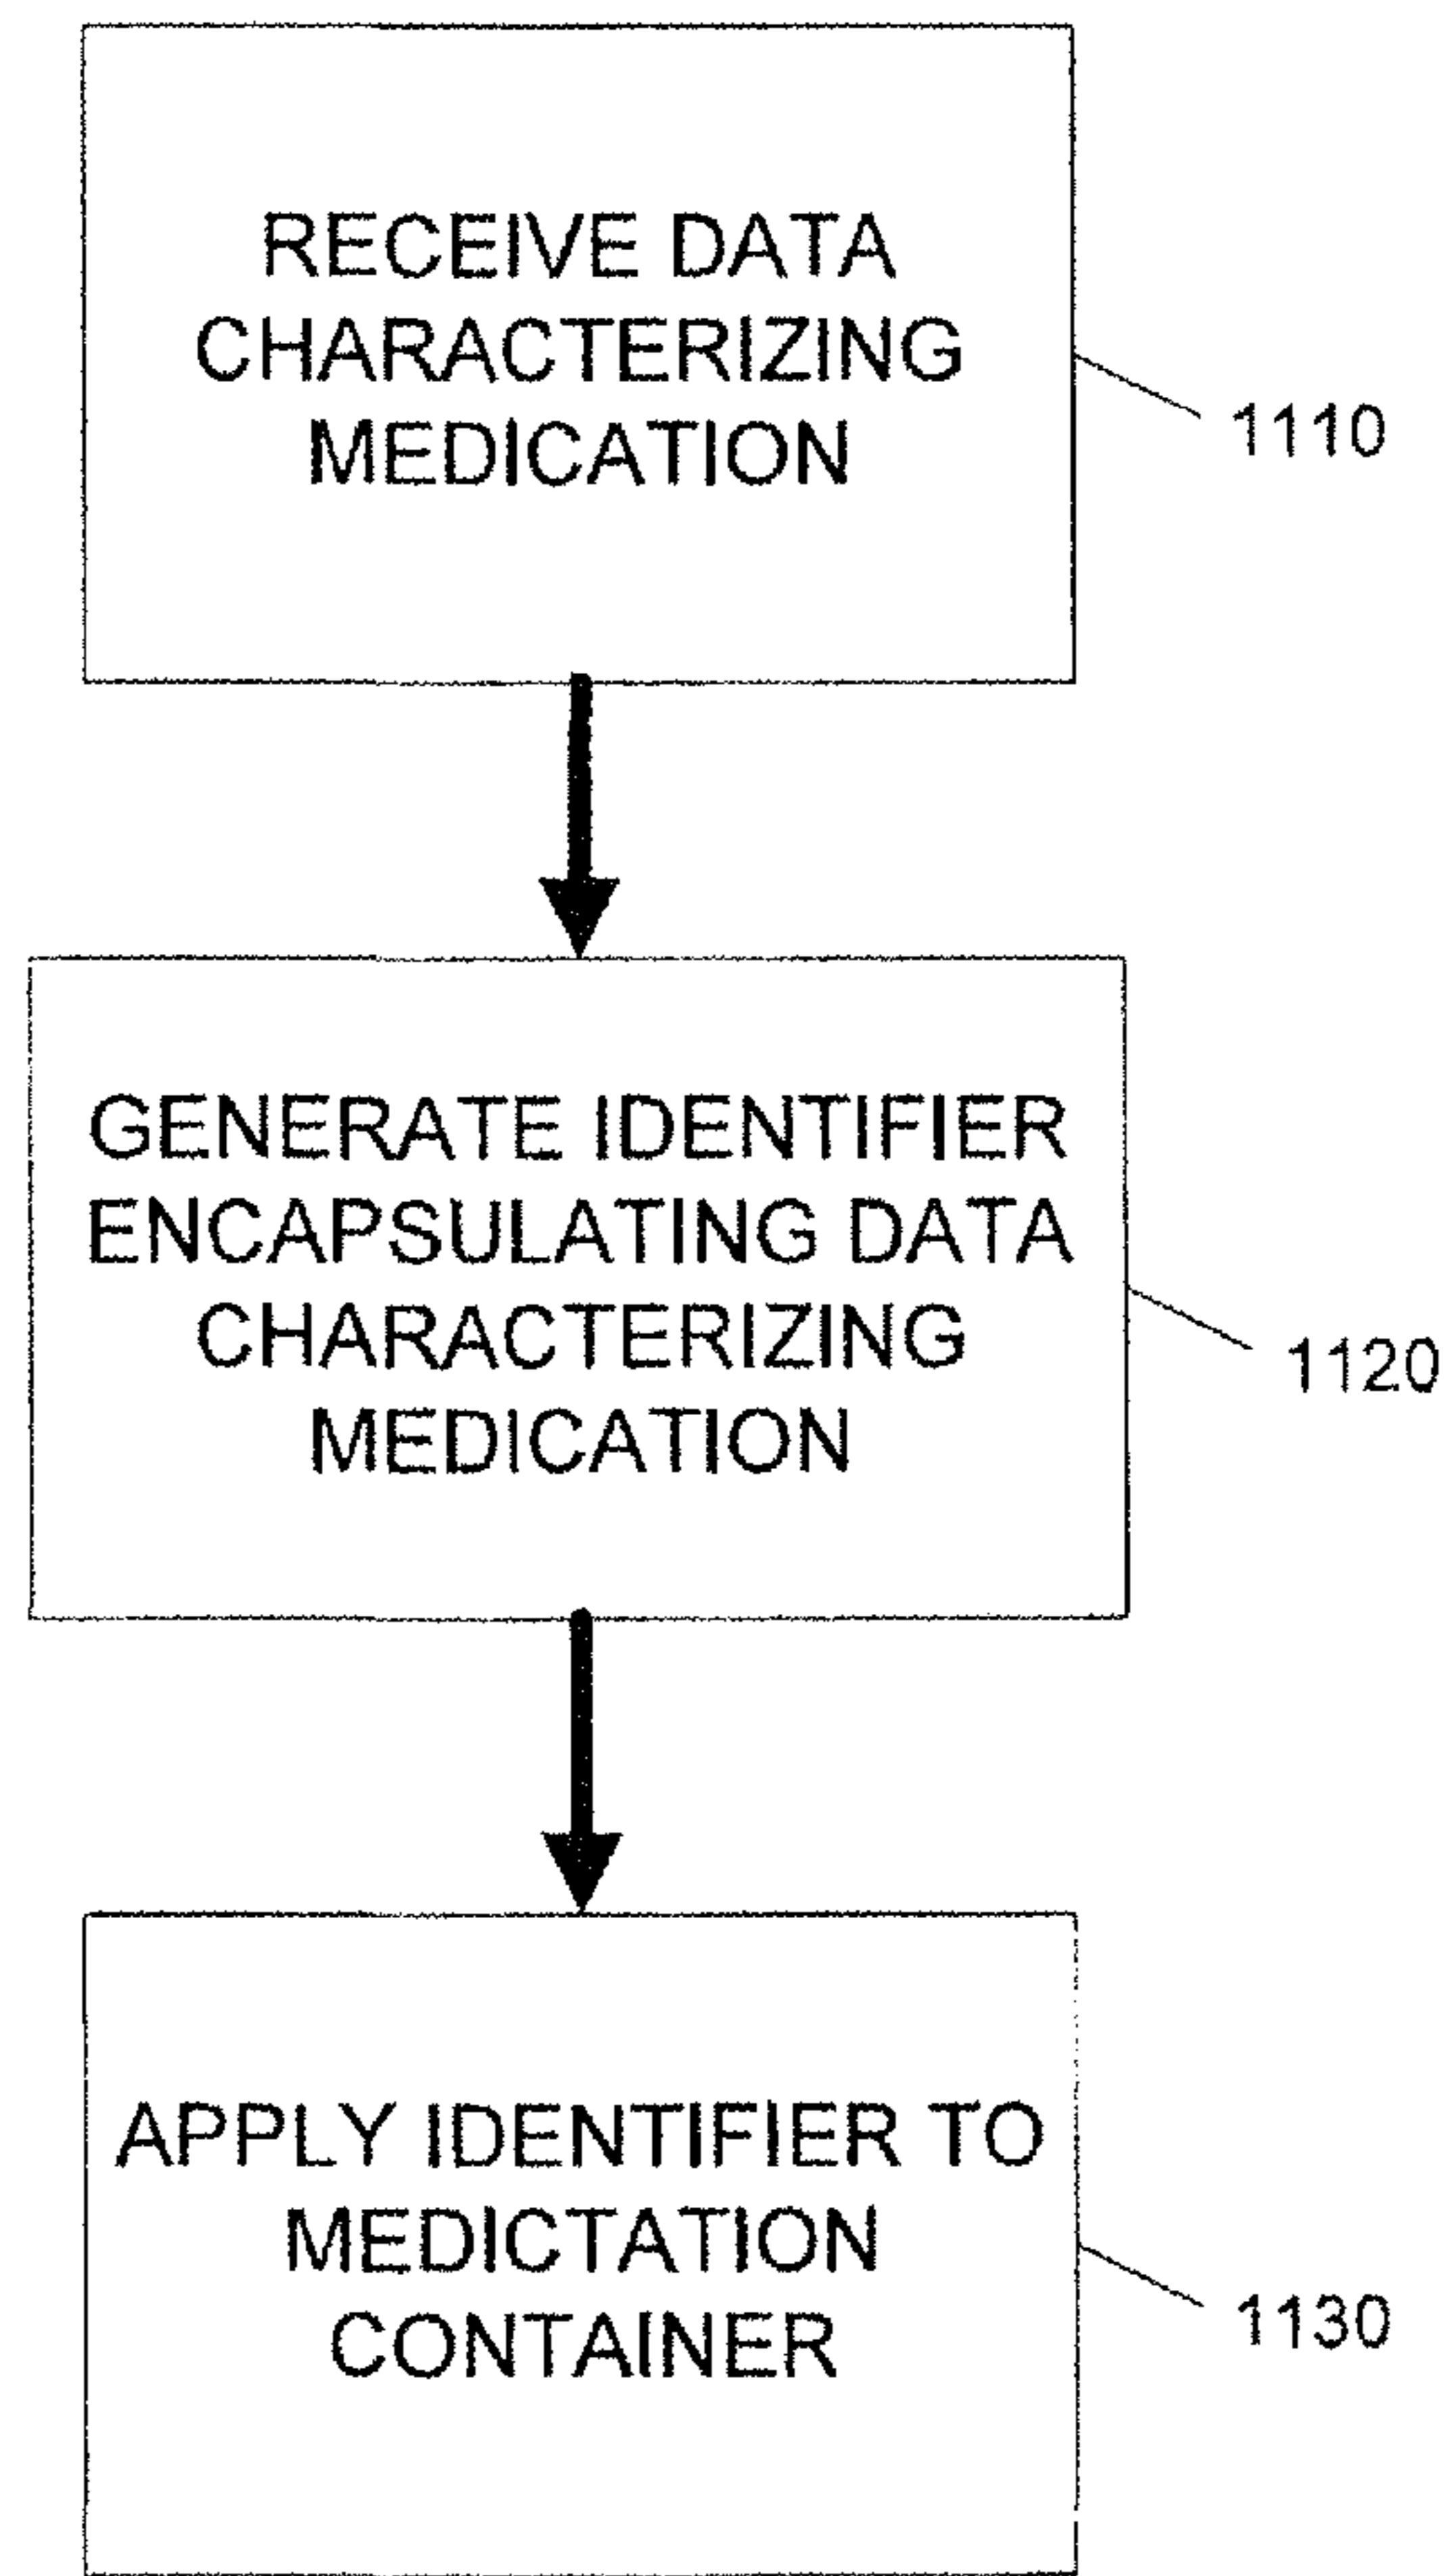 RECEIVE DATA
CHARACTERIZING
MEDICATION
1110
GENERATE IDENTIFIER
ENCAPSULATING DATA
CHARACTERIZING
MEDICATION
1120
APPLY IDENTIFIER TO
MEDICTATION
CONTAINER
1130